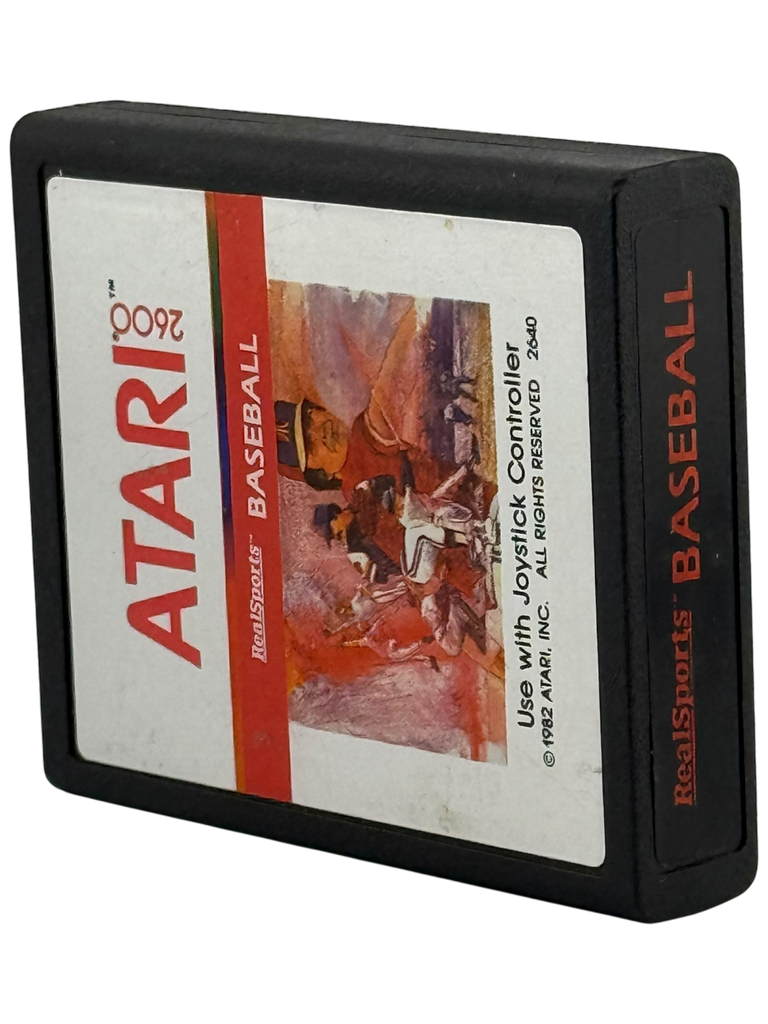 ATARI 2600™
RealSports™ BASEBALL
Use with Joystick Controller
© 1982 ATARI, INC. ALL RIGHTS RESERVED 2640
RealSports™ BASEBALL